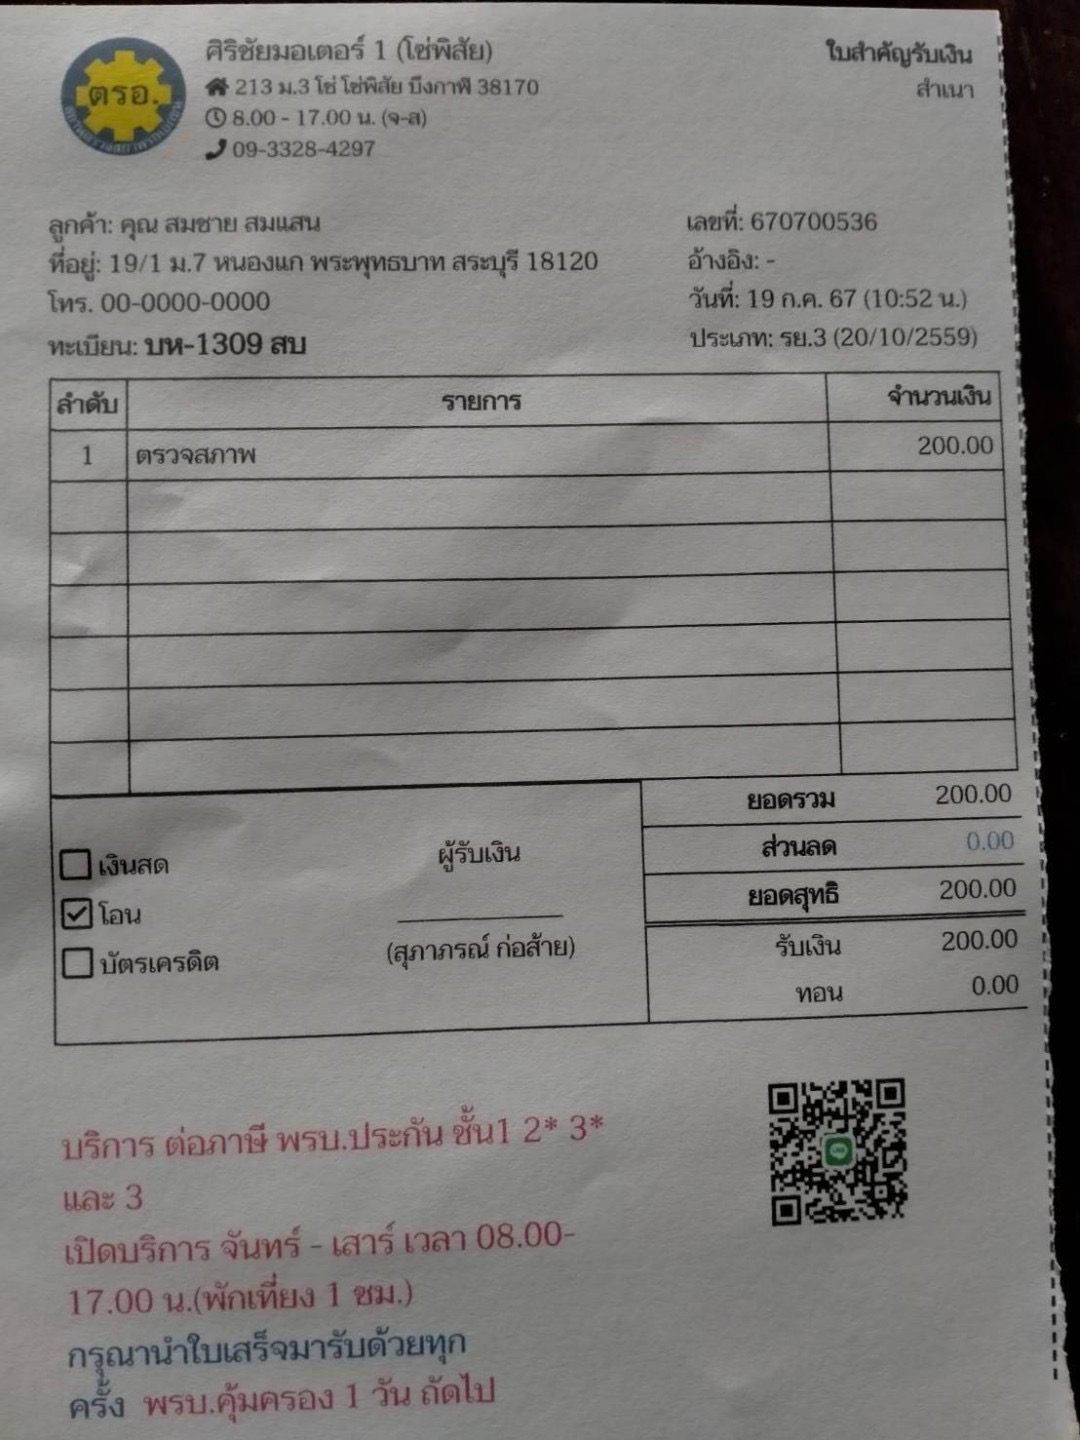 ตรอ.
ศิริชัยมอเตอร์ 1 (โซ่พิสัย)
213 ม.3 โซ่ โซ่พิสัย บึงกาฬ 38170
8.00 - 17.00 น. (จ-ส)
09-3328-4297
ใบสำคัญรับเงิน
สำเนา
ลูกค้า: คุณ สมชาย สมแสน
ที่อยู่: 19/1 ม.7 หนองแก พระพุทธบาท สระบุรี 18120
โทร. 00-0000-0000
ทะเบียน: บห-1309 สบ
เลขที่: 670700536
อ้างอิง: -
วันที่: 19 ก.ค. 67 (10:52 น.)
ประเภท: รย.3 (20/10/2559)
ลำดับ รายการ จำนวนเงิน
1 ตรวจสภาพ 200.00
ยอดรวม 200.00
ส่วนลด 0.00
ยอดสุทธิ 200.00
รับเงิน 200.00
ทอน 0.00
เงินสด
โอน
บัตรเครดิต
ผู้รับเงิน
(สุภาภรณ์ ก่อส้าย)
บริการ ต่อภาษี พรบ.ประกัน ชั้น1 2* 3*
และ 3
เปิดบริการ จันทร์ - เสาร์ เวลา 08.00-
17.00 น.(พักเที่ยง 1 ชม.)
กรุณานำใบเสร็จมารับด้วยทุก
ครั้ง พรบ.คุ้มครอง 1 วัน ถัดไป